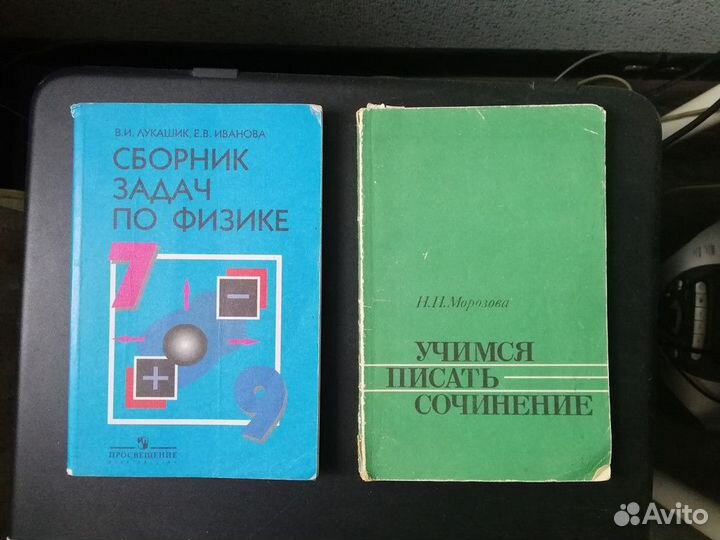 В.И. ЛУКАШИК, Е.В. ИВАНОВА
СБОРНИК
ЗАДАЧ
ПО ФИЗИКЕ
7
−
+
9
ПРОСВЕЩЕНИЕ
Н.Н.Морозова
УЧИМСЯ
ПИСАТЬ
СОЧИНЕНИЕ
Avito